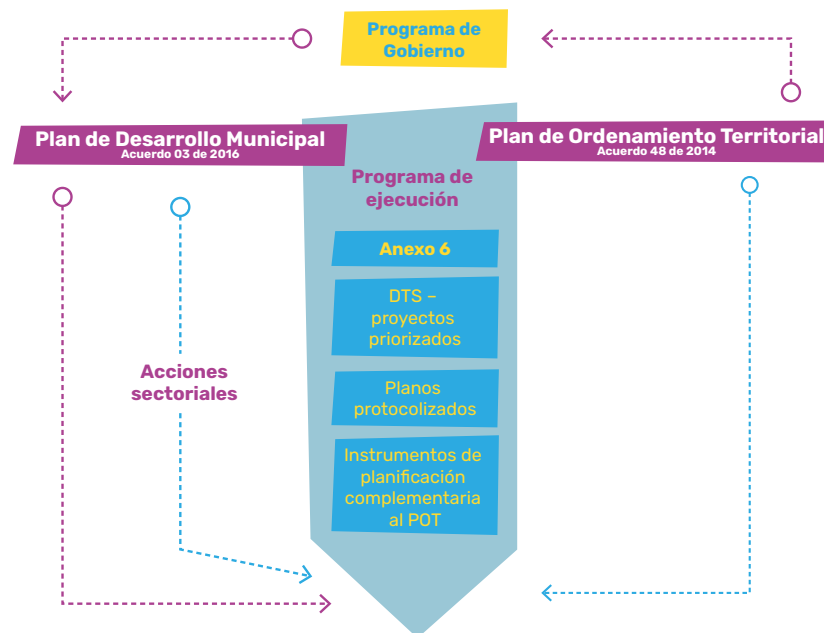 Programa de
Gobierno
Plan de Desarrollo Municipal
Acuerdo 03 de 2016
Plan de Ordenamiento Territorial
Acuerdo 48 de 2014
Programa de
ejecución
Anexo 6
DTS –
proyectos
priorizados
Planos
protocolizados
Instrumentos de
planificación
complementaria
al POT
Acciones
sectoriales